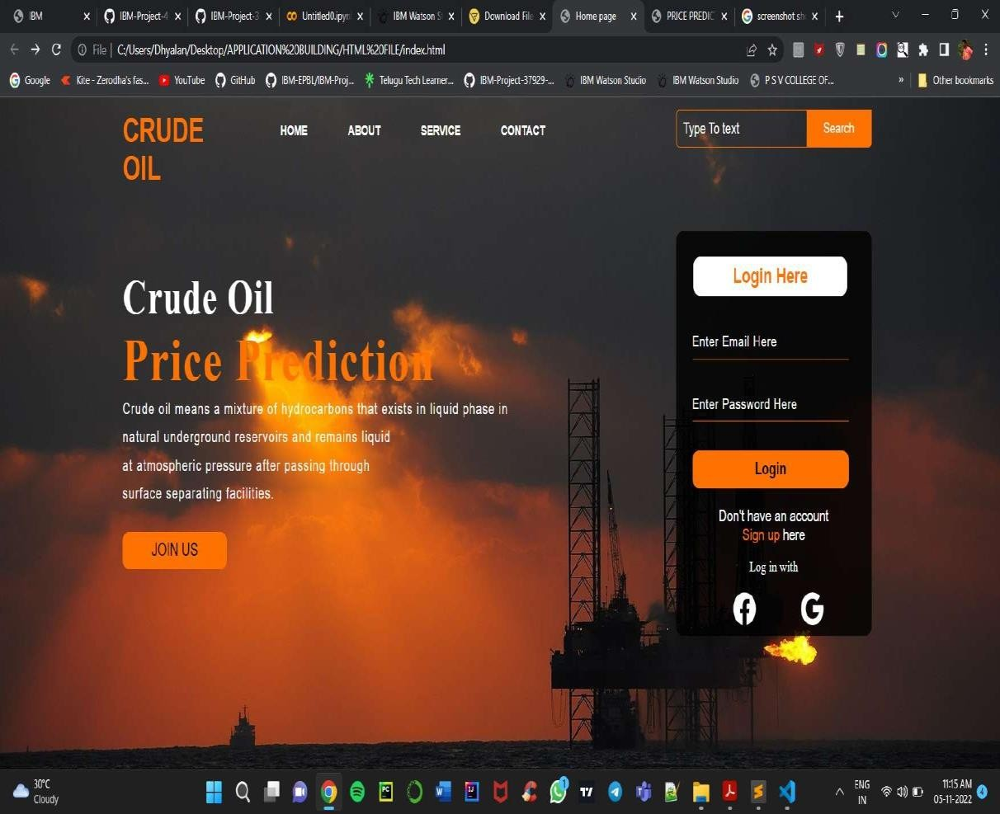 IBM
IBM-Project-4
IBM-Project-3
Untitled0.ipyn
IBM Watson S
Download File
Home page
PRICE PREDIC
screenshot sh
File | C:/Users/Dhyalan/Desktop/APPLICATION%20BUILDING/HTML%20FILE/index.html
Google
Kite - Zerodha's fas...
YouTube
GitHub
IBM-EPBL/IBM-Proj...
Telugu Tech Learner...
IBM-Project-37929-...
IBM Watson Studio
IBM Watson Studio
P S V COLLEGE OF...
» Other bookmarks
CRUDE
OIL
HOME ABOUT SERVICE CONTACT
Type To text Search
Crude Oil
Price Prediction
Crude oil means a mixture of hydrocarbons that exists in liquid phase in
natural underground reservoirs and remains liquid
at atmospheric pressure after passing through
surface separating facilities.
JOIN US
Login Here
Enter Email Here
Enter Password Here
Login
Don't have an account
Sign up here
Log in with
30°C
Cloudy
1
ENG
IN
11:15 AM
05-11-2022
4